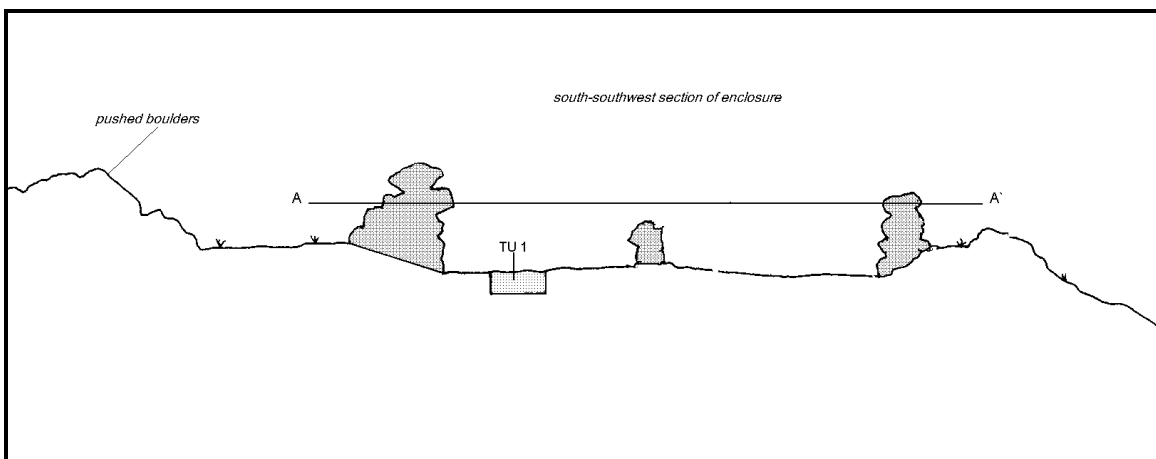 south-southwest section of enclosure
pushed boulders
A
A`
TU 1